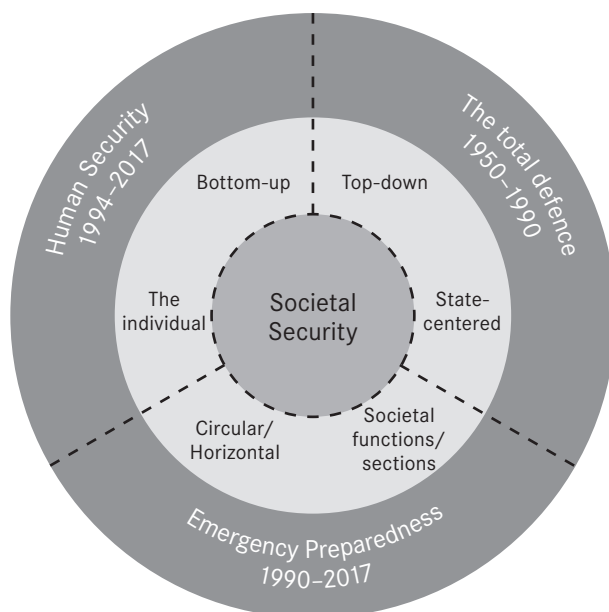 Human Security
1994–2017
The total defence
1950–1990
Bottom-up
Top-down
The
individual
Societal
Security
State-
centered
Circular/
Horizontal
Societal
functions/
sections
Emergency Preparedness
1990–2017